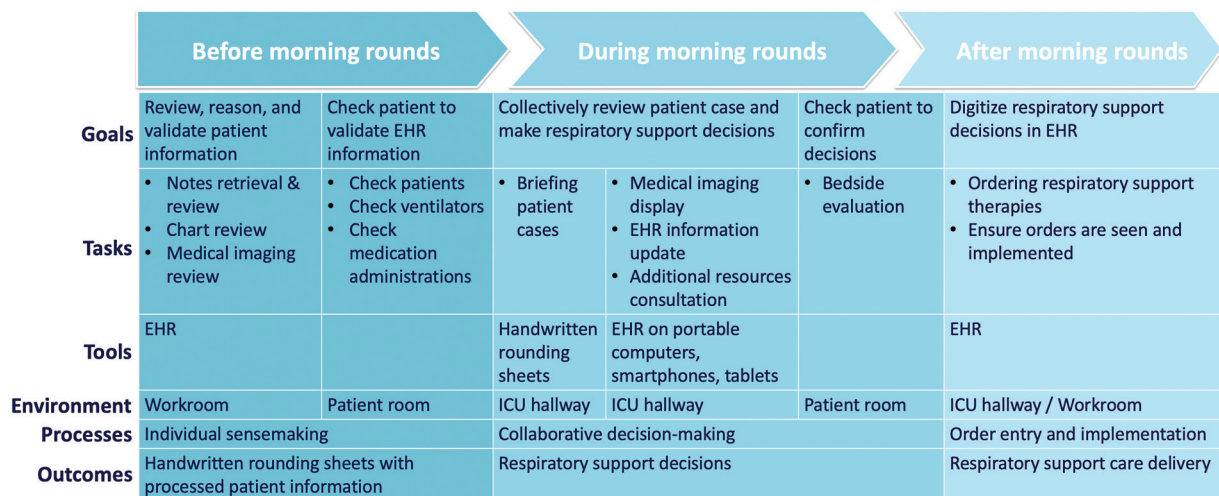 Before morning rounds
During morning rounds
After morning rounds
Goals
Review, reason, and
validate patient
information
Check patient to
validate EHR
information
Collectively review patient case and
make respiratory support decisions
Check patient to
confirm
decisions
Digitize respiratory support
decisions in EHR
Tasks
• Notes retrieval &
review
• Chart review
• Medical imaging
review
• Check patients
• Check ventilators
• Check
medication
administrations
• Briefing
patient
cases
• Medical imaging
display
• EHR information
update
• Additional resources
consultation
• Bedside
evaluation
• Ordering respiratory support
therapies
• Ensure orders are seen and
implemented
Tools
EHR
Handwritten
rounding
sheets
EHR on portable
computers,
smartphones, tablets
EHR
Environment
Workroom
Patient room
ICU hallway
ICU hallway
Patient room
ICU hallway / Workroom
Processes
Individual sensemaking
Collaborative decision-making
Order entry and implementation
Outcomes
Handwritten rounding sheets with
processed patient information
Respiratory support decisions
Respiratory support care delivery